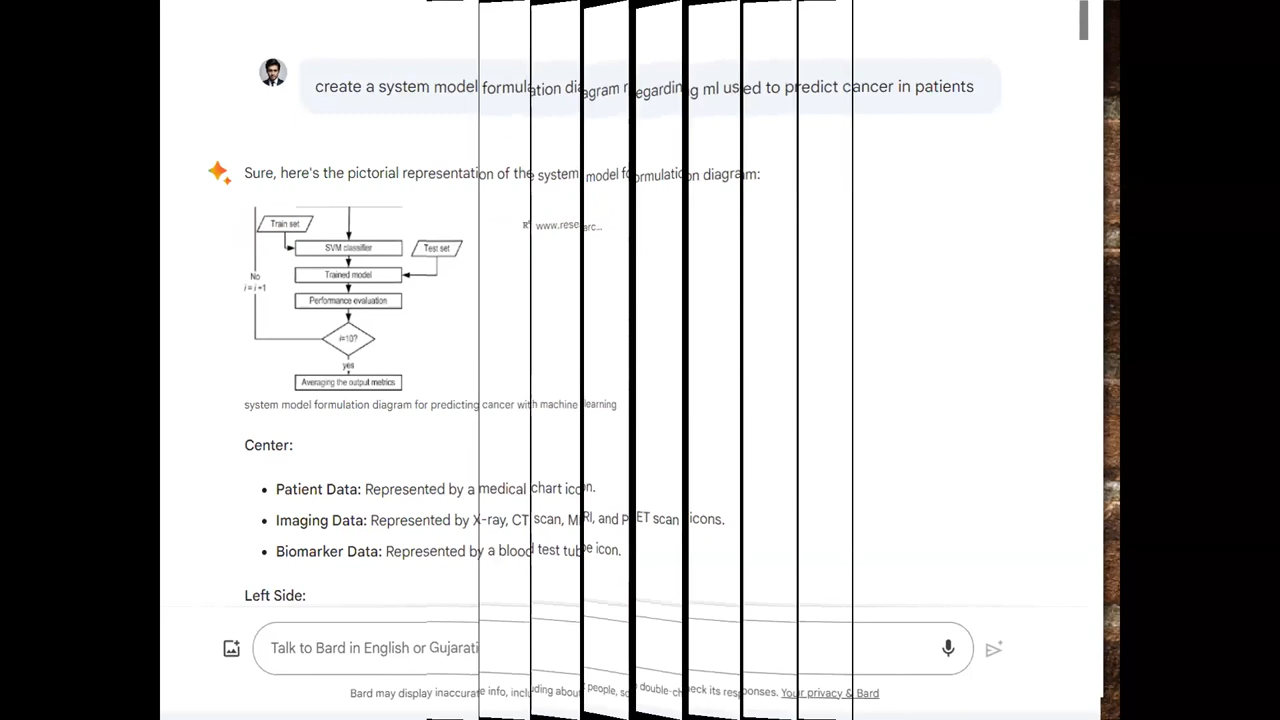 create a system model formulation diagram regarding ml used to predict cancer in patients
Sure, here's the pictorial representation of the system model formulation diagram:
Train set
www.researc...
SVM classifier
Test set
Trained model
No
i = i +1
Performance evaluation
i=10?
yes
Averaging the output metrics
system model formulation diagram for predicting cancer with machine learning
Center:
• Patient Data: Represented by a medical chart icon.
• Imaging Data: Represented by X-ray, CT scan, MRI, and PET scan icons.
• Biomarker Data: Represented by a blood test tube icon.
Left Side:
Talk to Bard in English or Gujarati
Bard may display inaccurate info, including about people, so double-check its responses. Your privacy & Bard